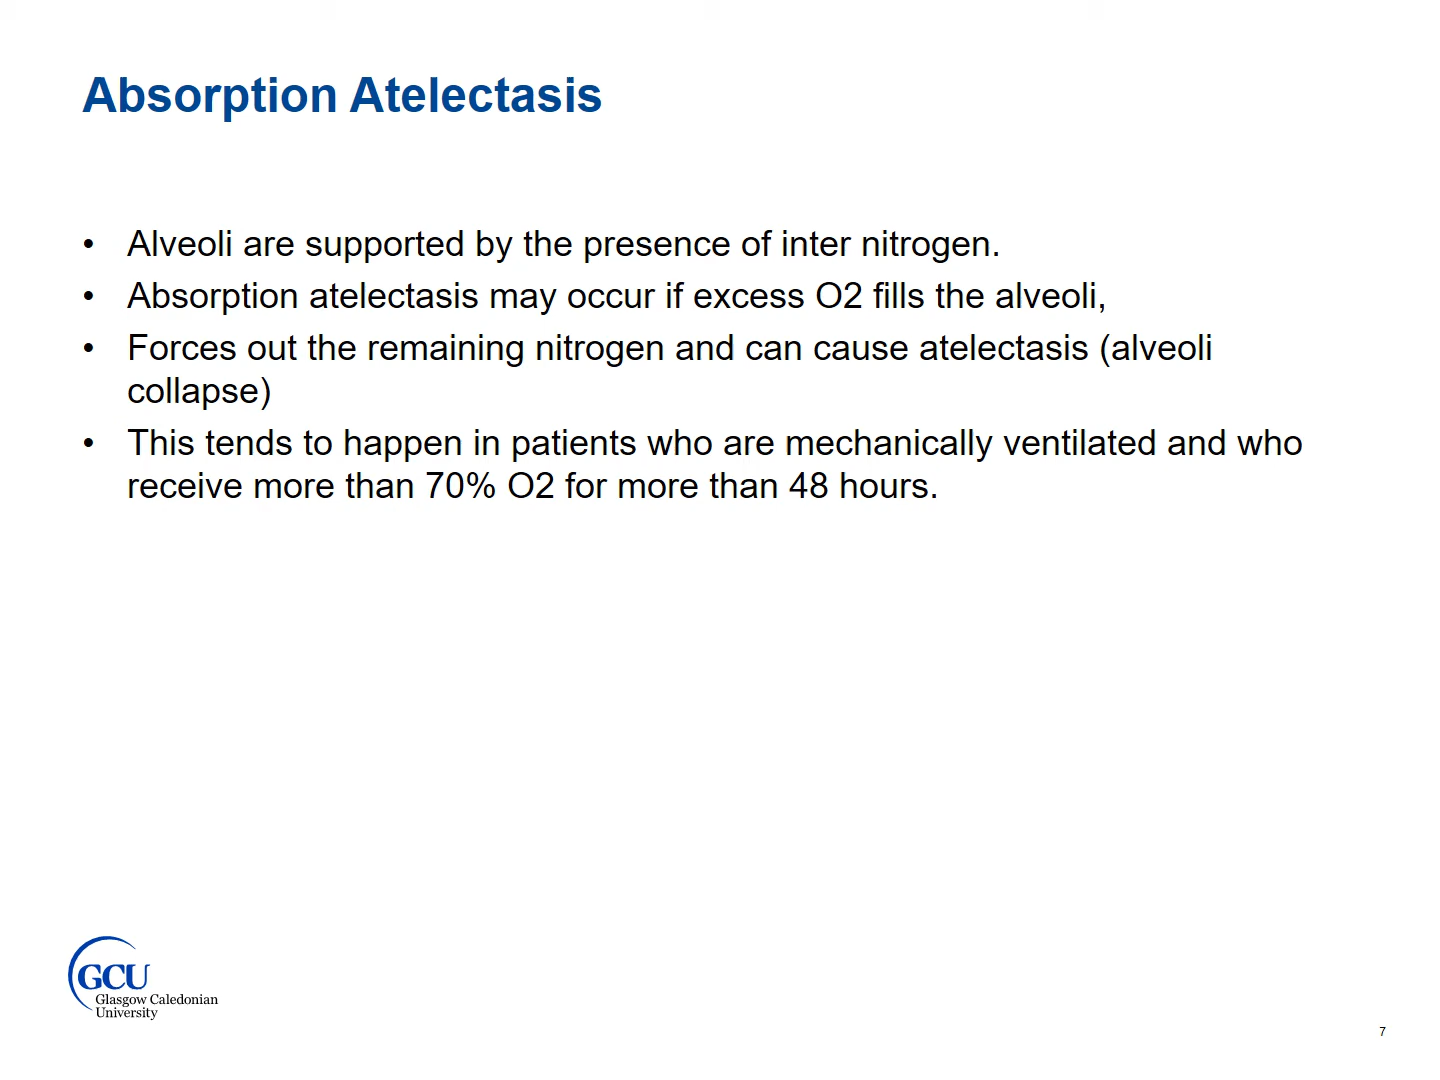 Absorption Atelectasis
• Alveoli are supported by the presence of inter nitrogen.
• Absorption atelectasis may occur if excess O2 fills the alveoli,
• Forces out the remaining nitrogen and can cause atelectasis (alveoli
collapse)
• This tends to happen in patients who are mechanically ventilated and who
receive more than 70% O2 for more than 48 hours.
GCU
Glasgow Caledonian
University
7